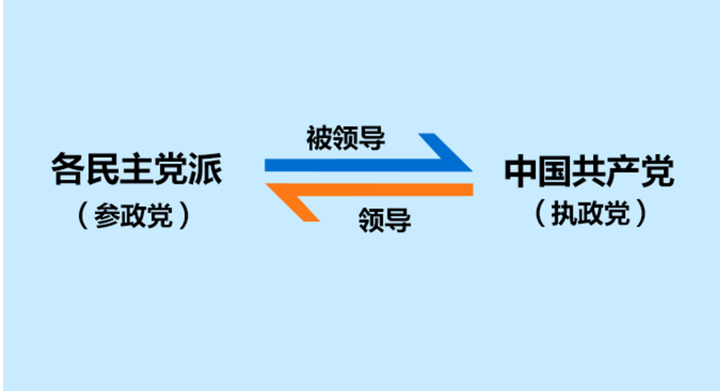 被领导
各民主党派
中国共产党
（参政党）
（执政党）
领导